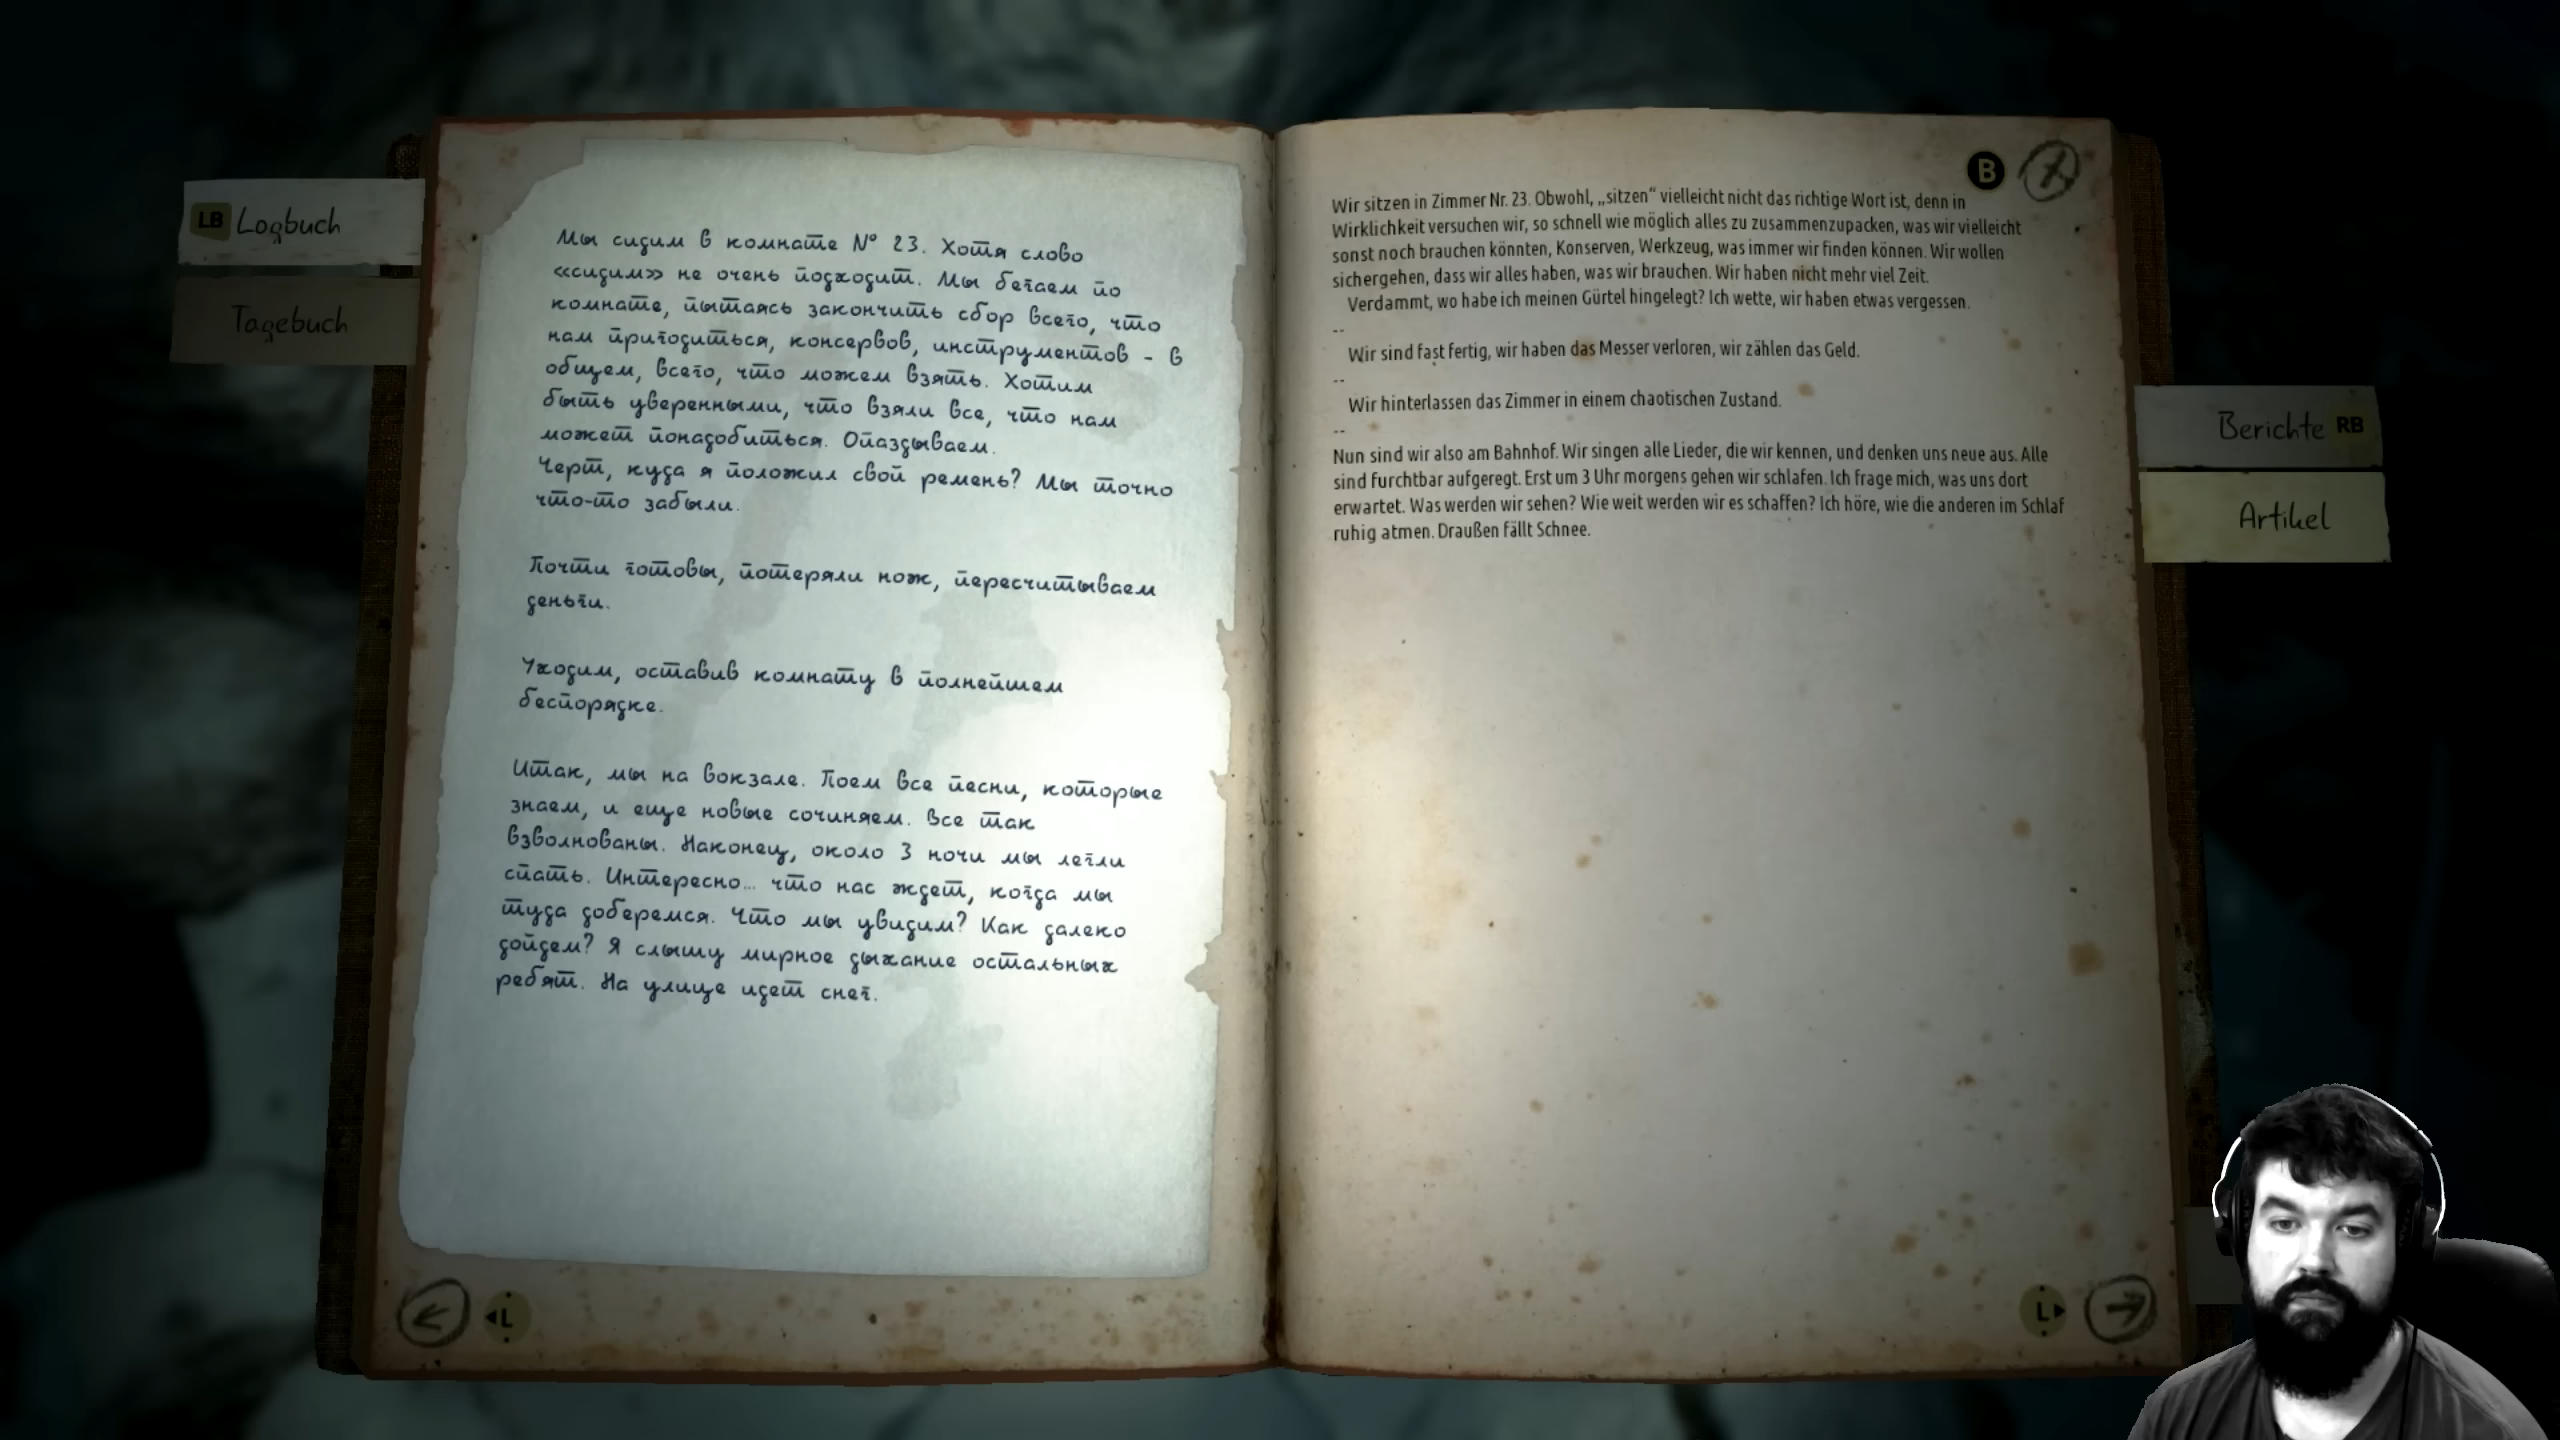 LB Logbuch
Tagebuch
Мы сидим в комнате № 23. Хотя слово
«сидим» не очень подходит. Мы бегаем по
комнате, пытаясь закончить сбор всего, что
нам пригодиться, консервов, инструментов - в
общем, всего, что можем взять. Хотим
быть уверенными, что взяли все, что нам
может понадобиться. Опаздываем.
Черт, куда я положил свой ремень? Мы точно
что-то забыли.
Почти готовы, потеряли нож, пересчитываем
деньги.
Уходим, оставив комнату в полнейшем
беспорядке.
Итак, мы на вокзале. Поем все песни, которые
знаем, и еще новые сочиняем. Все так
взволнованы. Наконец, около 3 ночи мы легли
спать. Интересно... что нас ждет, когда мы
туда доберемся. Что мы увидим? Как далеко
дойдем? Я слышу мирное дыхание остальных
ребят. На улице идет снег.
L
B
Wir sitzen in Zimmer Nr. 23. Obwohl, „sitzen“ vielleicht nicht das richtige Wort ist, denn in
Wirklichkeit versuchen wir, so schnell wie möglich alles zu zusammenzupacken, was wir vielleicht
sonst noch brauchen könnten, Konserven, Werkzeug, was immer wir finden können. Wir wollen
sichergehen, dass wir alles haben, was wir brauchen. Wir haben nicht mehr viel Zeit.
Verdammt, wo habe ich meinen Gürtel hingelegt? Ich wette, wir haben etwas vergessen.
--
Wir sind fast fertig, wir haben das Messer verloren, wir zählen das Geld.
--
Wir hinterlassen das Zimmer in einem chaotischen Zustand.
--
Nun sind wir also am Bahnhof. Wir singen alle Lieder, die wir kennen, und denken uns neue aus. Alle
sind furchtbar aufgeregt. Erst um 3 Uhr morgens gehen wir schlafen. Ich frage mich, was uns dort
erwartet. Was werden wir sehen? Wie weit werden wir es schaffen? Ich höre, wie die anderen im Schlaf
ruhig atmen. Draußen fällt Schnee.
L
Berichte RB
Artikel